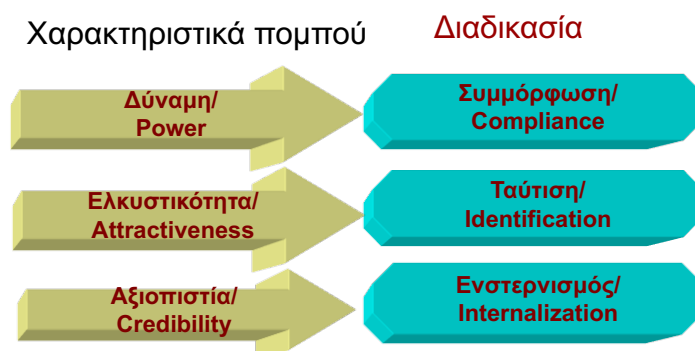 Χαρακτηριστικά πομπού
Διαδικασία
Δύναμη/
Power
Συμμόρφωση/
Compliance
Ελκυστικότητα/
Attractiveness
Ταύτιση/
Identification
Αξιοπιστία/
Credibility
Ενστερνισμός/
Internalization